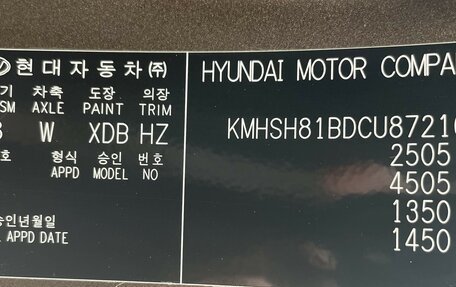 현대자동차㈜ HYUNDAI MOTOR COMPA
기 차축 도장 의장
SM AXLE PAINT TRIM
W XDB HZ KMHSH81BDCU8721
호 형식 승인 번호 2505
APPD MODEL NO 4505
1350
인년월일 1450
APPD DATE